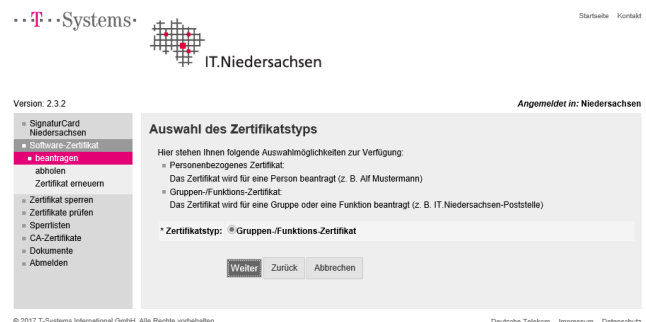 ··T··Systems·
Startseite Kontakt
IT.Niedersachsen
Version: 2.3.2
Angemeldet in: Niedersachsen
SignaturCard
Niedersachsen
Software-Zertifikat
beantragen
abholen
Zertifikat erneuern
Zertifikat sperren
Zertifikate prüfen
Sperrlisten
CA-Zertifikate
Dokumente
Abmelden
Auswahl des Zertifikatstyps
Hier stehen Ihnen folgende Auswahlmöglichkeiten zur Verfügung:
Personenbezogenes Zertifikat:
Das Zertifikat wird für eine Person beantragt (z. B. Alf Mustermann)
Gruppen-/Funktions-Zertifikat:
Das Zertifikat wird für eine Gruppe oder eine Funktion beantragt (z. B. IT.Niedersachsen-Poststelle)
* Zertifikatstyp: Gruppen-/Funktions-Zertifikat
Weiter Zurück Abbrechen
© 2017 T-Systems International GmbH. Alle Rechte vorbehalten
Deutsche Telekom Impressum Datenschutz